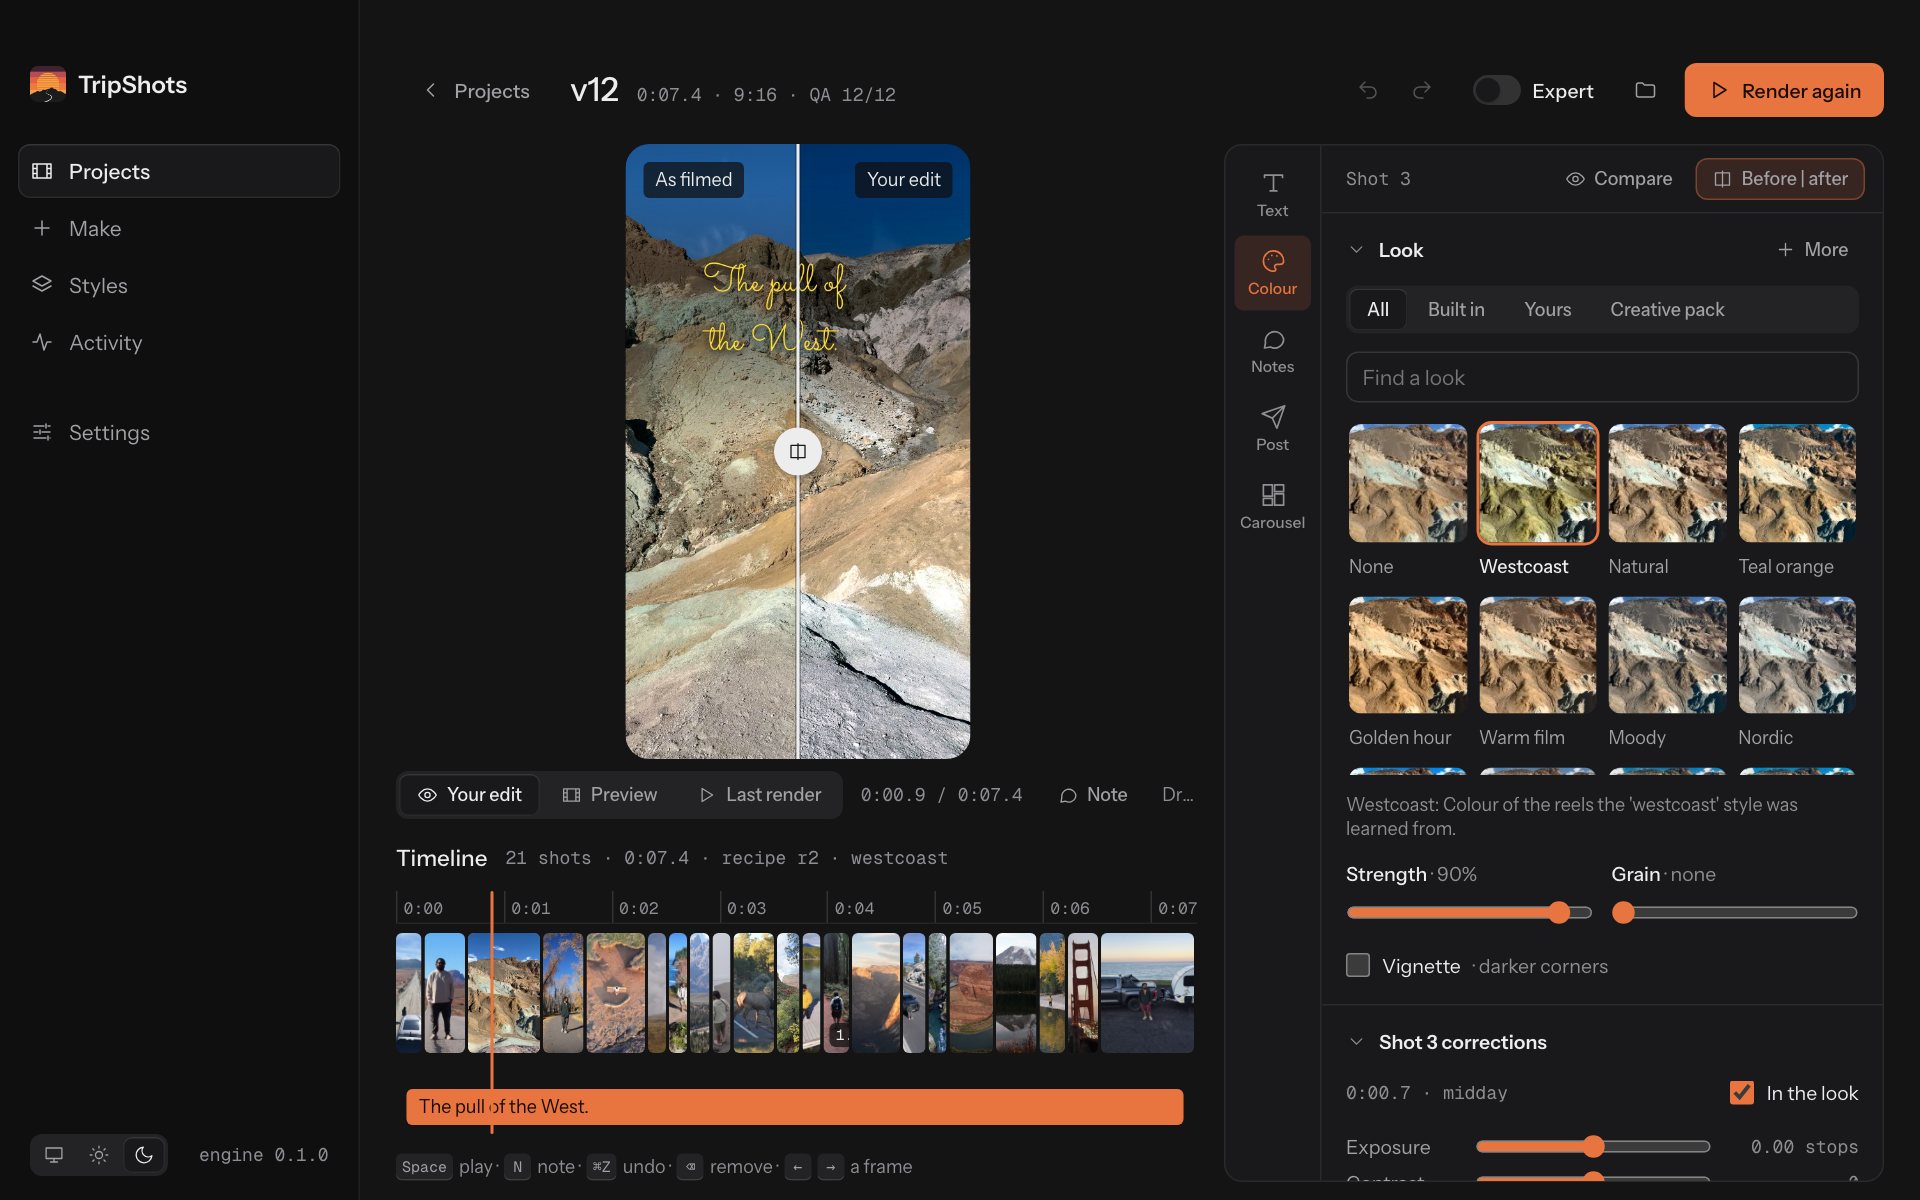 TripShots
Projects
Make
Styles
Activity
Settings
engine 0.1.0
Projects
v12
0:07.4 · 9:16 · QA 12/12
Expert
Render again
As filmed
Your edit
The pull of
the West.
Your edit
Preview
Last render
0:00.9 / 0:07.4
Note
Dr...
Timeline
21 shots · 0:07.4 · recipe r2 · westcoast
0:00
0:01
0:02
0:03
0:04
0:05
0:06
0:07
1
The pull of the West.
Space play · N note · ⌘Z undo · ⌫ remove · ← → a frame
Text
Colour
Notes
Post
Carousel
Shot 3
Compare
Before | after
Look
More
All
Built in
Yours
Creative pack
Find a look
None
Westcoast
Natural
Teal orange
Golden hour
Warm film
Moody
Nordic
Westcoast: Colour of the reels the 'westcoast' style was
learned from.
Strength · 90%
Grain · none
Vignette · darker corners
Shot 3 corrections
0:00.7 · midday
In the look
Exposure
0.00 stops